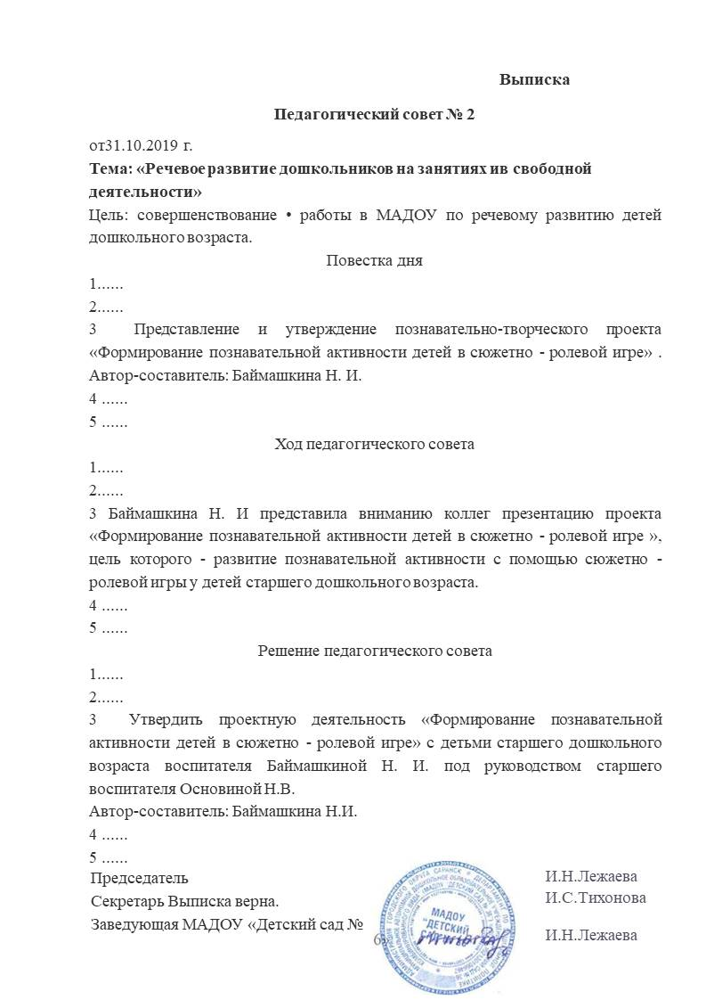 Выписка
Педагогический совет № 2
от31.10.2019 г.
Тема: «Речевое развитие дошкольников на занятиях ив свободной
деятельности»
Цель: совершенствование • работы в МАДОУ по речевому развитию детей
дошкольного возраста.
Повестка дня
1......
2......
3 Представление и утверждение познавательно-творческого проекта
«Формирование познавательной активности детей в сюжетно - ролевой игре» .
Автор-составитель: Баймашкина Н. И.
4 ......
5 ......
Ход педагогического совета
1......
2......
3 Баймашкина Н. И представила вниманию коллег презентацию проекта
«Формирование познавательной активности детей в сюжетно - ролевой игре »,
цель которого - развитие познавательной активности с помощью сюжетно -
ролевой игры у детей старшего дошкольного возраста.
4 ......
5 ......
Решение педагогического совета
1......
2......
3 Утвердить проектную деятельность «Формирование познавательной
активности детей в сюжетно - ролевой игре» с детьми старшего дошкольного
возраста воспитателя Баймашкиной Н. И. под руководством старшего
воспитателя Основиной Н.В.
Автор-составитель: Баймашкина Н.И.
4 ......
5 ......
Председатель И.Н.Лежаева
Секретарь Выписка верна. И.С.Тихонова
Заведующая МАДОУ «Детский сад №
6» И.Н.Лежаева
МАДОУ
"ДЕТСКИЙ